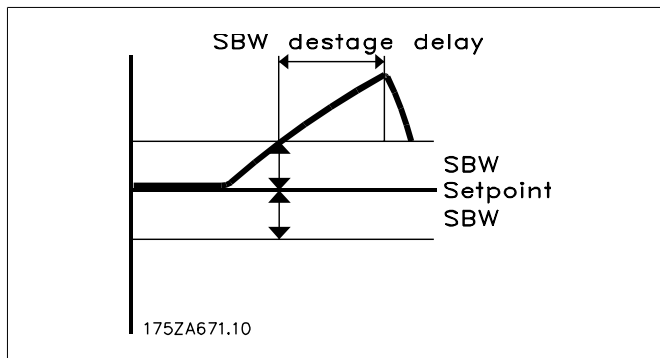 SBW destage delay
SBW
Setpoint
SBW
175ZA671.10